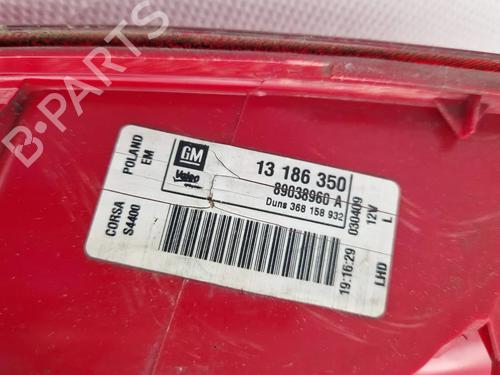 B-PARTS
POLAND
EM
GM
Valeo
13 186 350
89038960 A
Duns 368 158 932
CORSA
S4400
030409
19:16:29
12V L
LHD